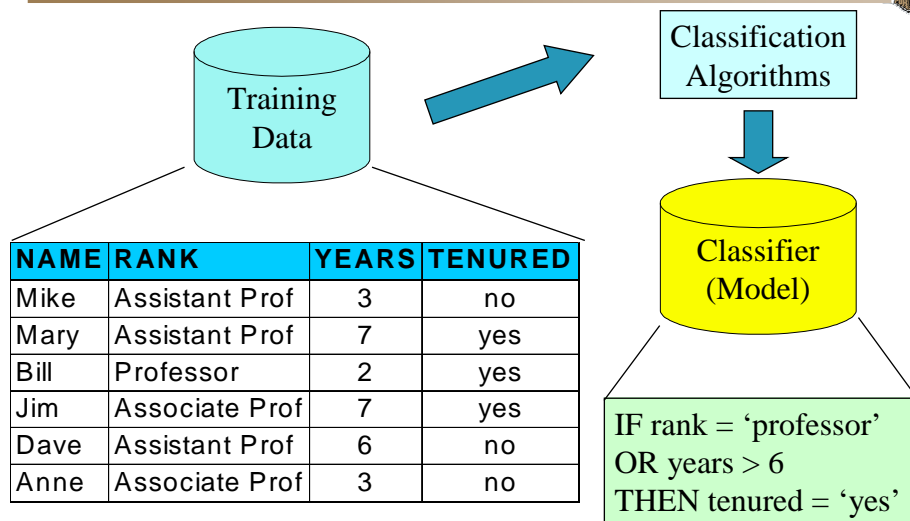 Training
Data
Classification
Algorithms
NAME RANK YEARS TENURED
Mike Assistant Prof 3 no
Mary Assistant Prof 7 yes
Bill Professor 2 yes
Jim Associate Prof 7 yes
Dave Assistant Prof 6 no
Anne Associate Prof 3 no
Classifier
(Model)
IF rank = ‘professor’
OR years > 6
THEN tenured = ‘yes’